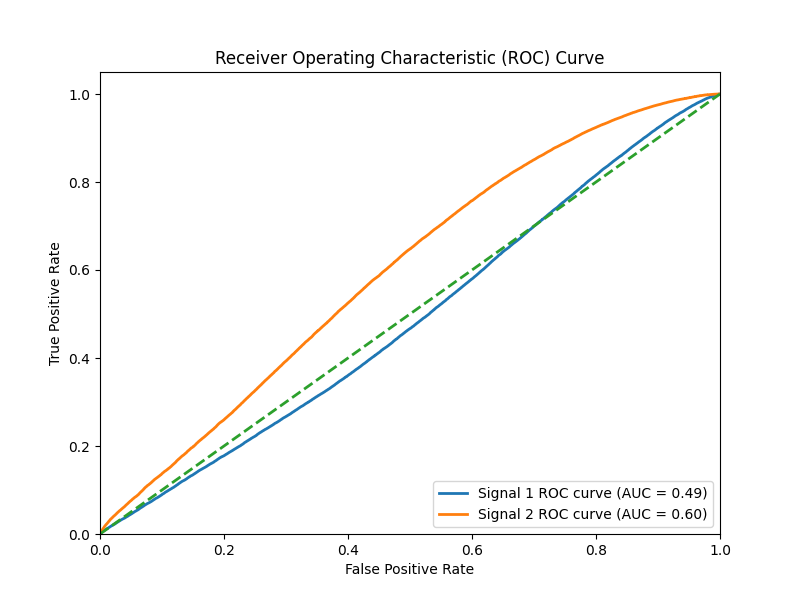 Receiver Operating Characteristic (ROC) Curve
1.0
0.8
0.6
0.4
0.2
0.0
True Positive Rate
Signal 1 ROC curve (AUC = 0.49)
Signal 2 ROC curve (AUC = 0.60)
0.0 0.2 0.4 0.6 0.8 1.0
False Positive Rate